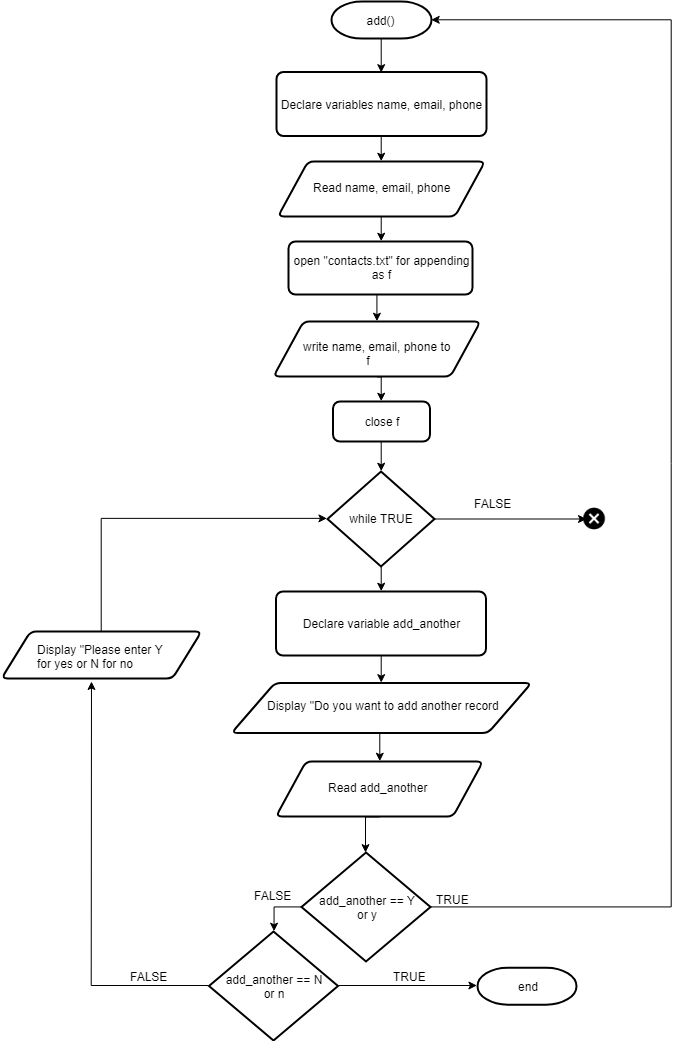 add()
Declare variables name, email, phone
Read name, email, phone
open "contacts.txt" for appending
as f
write name, email, phone to
f
close f
while TRUE
FALSE
Declare variable add_another
Display "Please enter Y
for yes or N for no
Display "Do you want to add another record
Read add_another
FALSE
add_another == Y
or y
TRUE
FALSE
add_another == N
or n
TRUE
end